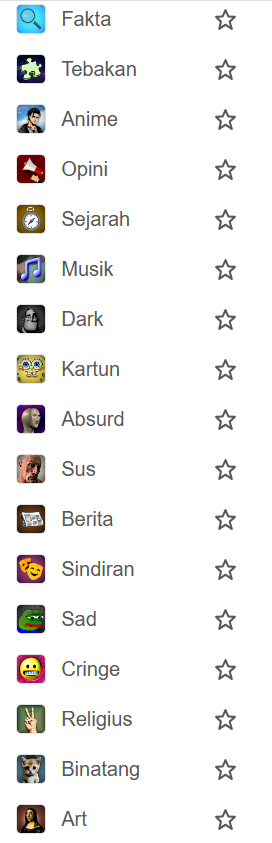 Fakta
Tebakan
Anime
Opini
Sejarah
Musik
Dark
Kartun
Absurd
Sus
Berita
Sindiran
Sad
Cringe
Religius
Binatang
Art